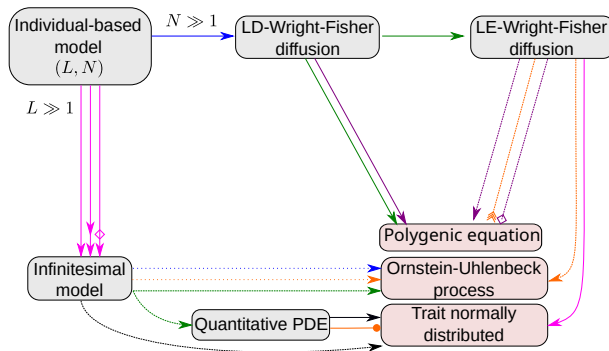 Individual-based
model
(L, N)
N ≫ 1
LD-Wright-Fisher
diffusion
LE-Wright-Fisher
diffusion
L ≫ 1
Polygenic equation
Infinitesimal
model
Ornstein-Uhlenbeck
process
Quantitative PDE
Trait normally
distributed